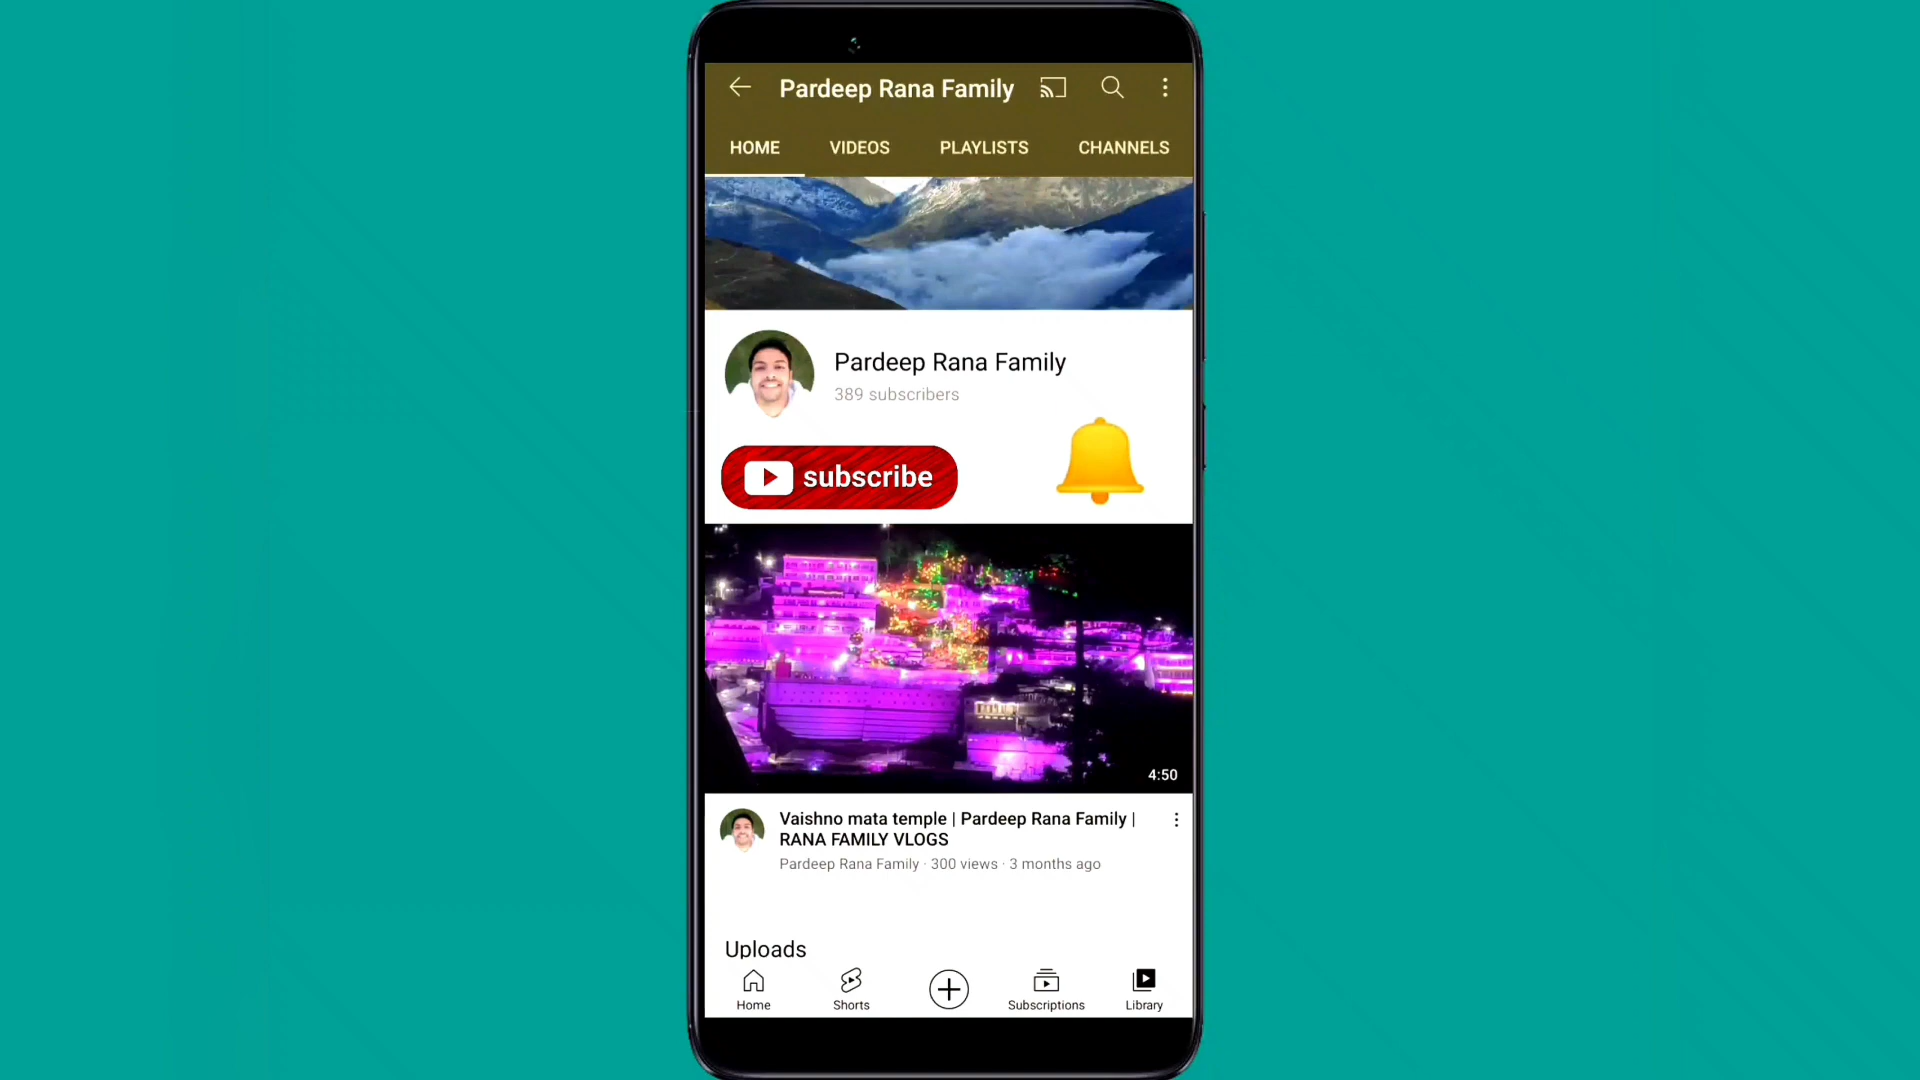 Pardeep Rana Family
HOME VIDEOS PLAYLISTS CHANNELS
Pardeep Rana Family
389 subscribers
subscribe
4:50
Vaishno mata temple | Pardeep Rana Family |
RANA FAMILY VLOGS
Pardeep Rana Family · 300 views · 3 months ago
Uploads
Home Shorts Subscriptions Library